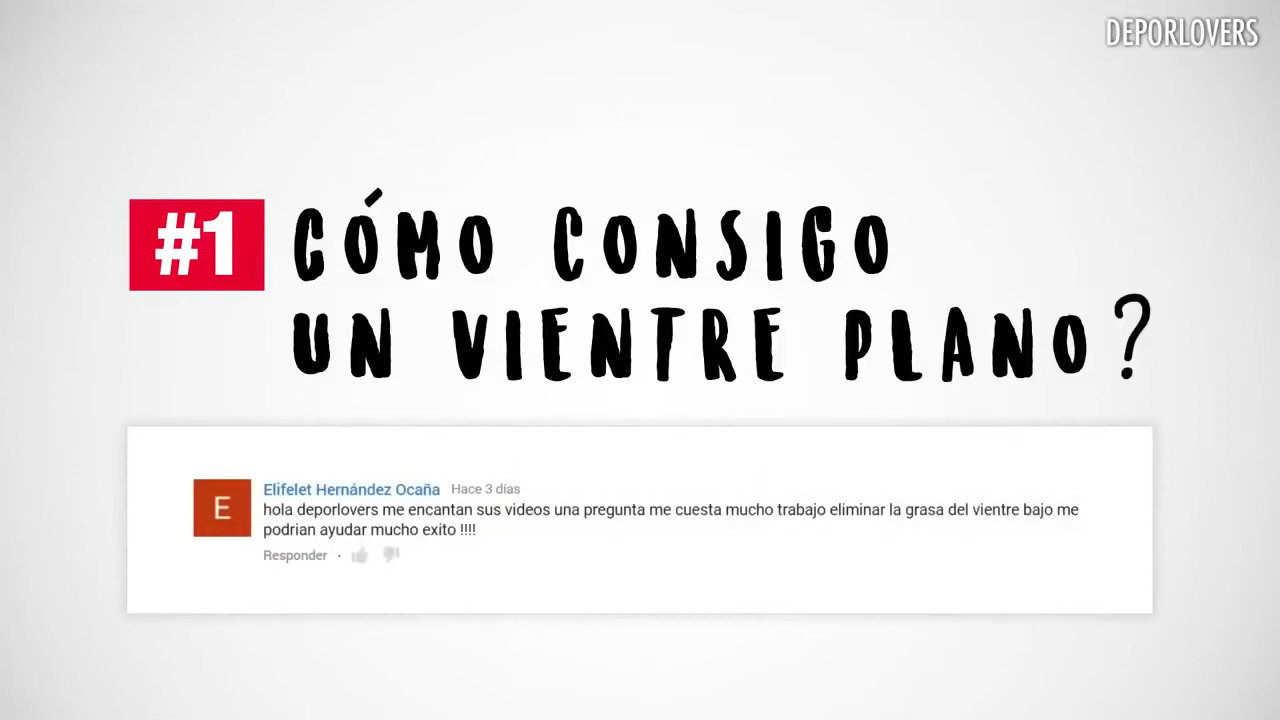 DEPORLOVERS
#1 CÓMO CONSIGO
UN VIENTRE PLANO?
E
Elifelet Hernández Ocaña Hace 3 días
hola deporlovers me encantan sus videos una pregunta me cuesta mucho trabajo eliminar la grasa del vientre bajo me
podrian ayudar mucho exito !!!!
Responder ·